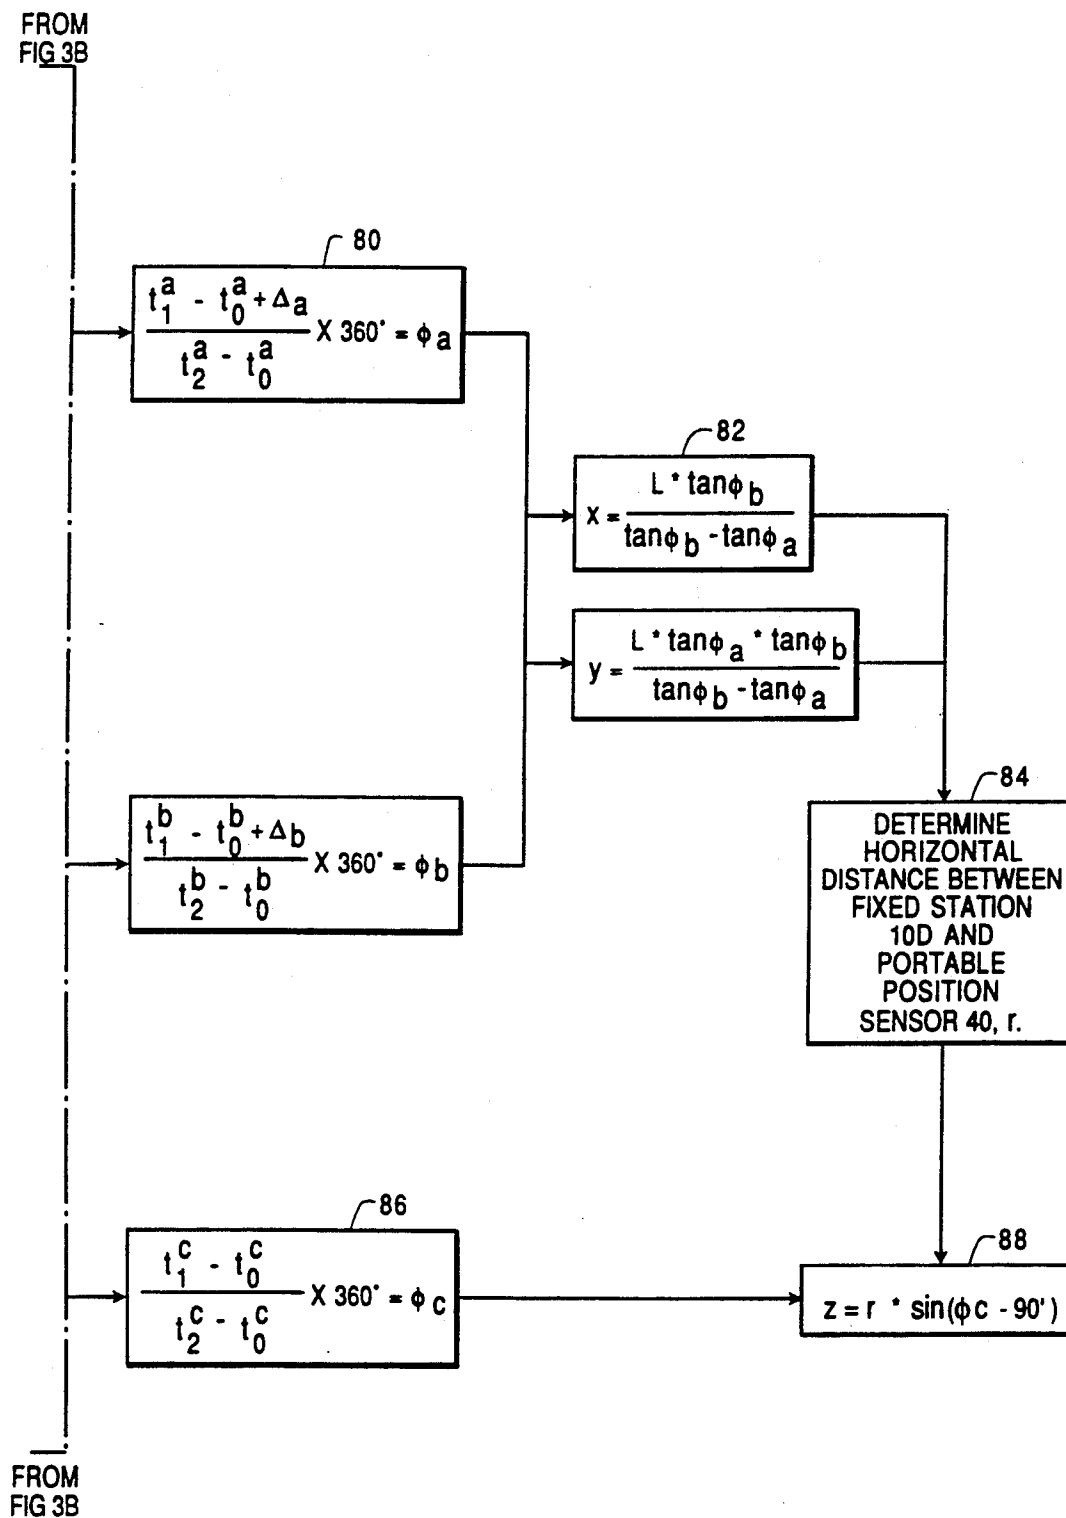 FROM
FIG 3B
80
t₁ᵃ - t₀ᵃ + Δa
t₂ᵃ - t₀ᵃ
X 360° = ϕa
82
x = L * tanϕb
tanϕb - tanϕa
y = L * tanϕa * tanϕb
tanϕb - tanϕa
84
DETERMINE
HORIZONTAL
DISTANCE BETWEEN
FIXED STATION
10D AND
PORTABLE
POSITION
SENSOR 40, r.
t₁ᵇ - t₀ᵇ + Δb
t₂ᵇ - t₀ᵇ
X 360° = ϕb
86
t₁ᶜ - t₀ᶜ
t₂ᶜ - t₀ᶜ
X 360° = ϕc
88
z = r * sin(ϕc - 90')
FROM
FIG 3B